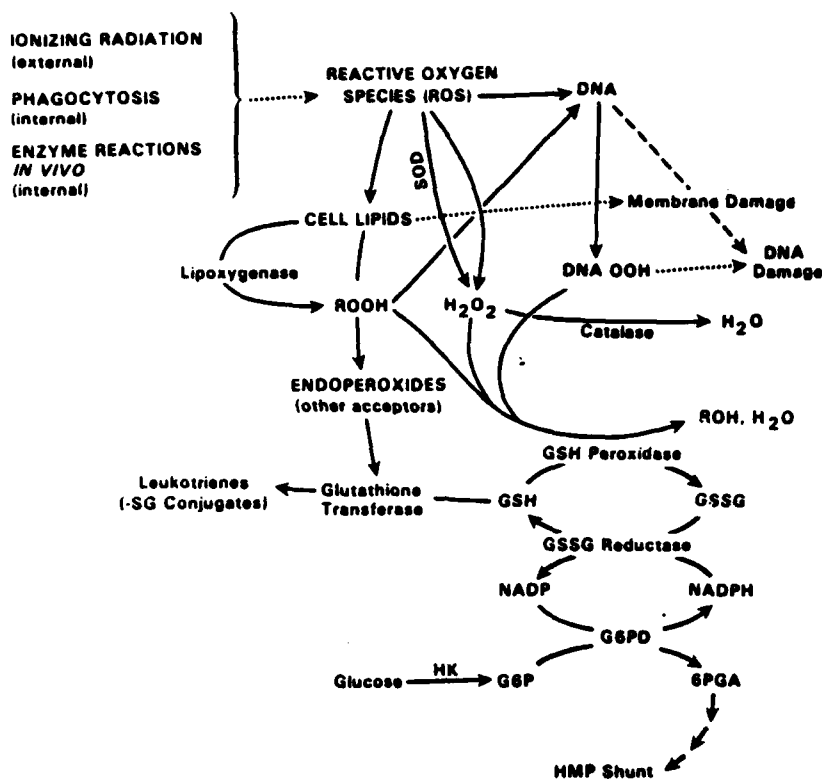 IONIZING RADIATION
(external)
PHAGOCYTOSIS
(internal)
ENZYME REACTIONS
IN VIVO
(internal)
REACTIVE OXYGEN
SPECIES (ROS)
DNA
SOD
CELL LIPIDS
Membrane Damage
Lipoxygenase
DNA OOH
DNA
Damage
ROOH
H2O2
Catalase
H2O
ENDOPEROXIDES
(other acceptors)
ROH, H2O
GSH Peroxidase
Leukotrienes
(-SG Conjugates)
Glutathione
Transferase
GSH
GSSG
GSSG Reductase
NADP
NADPH
G6PD
Glucose
HK
G6P
6PGA
HMP Shunt